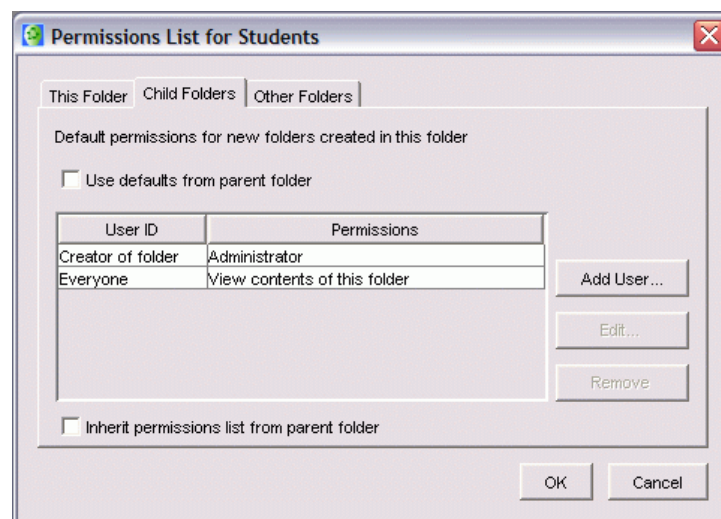 Permissions List for Students
This Folder Child Folders Other Folders
Default permissions for new folders created in this folder
Use defaults from parent folder
User ID Permissions
Creator of folder Administrator
Everyone View contents of this folder
Add User...
Edit...
Remove
Inherit permissions list from parent folder
OK Cancel